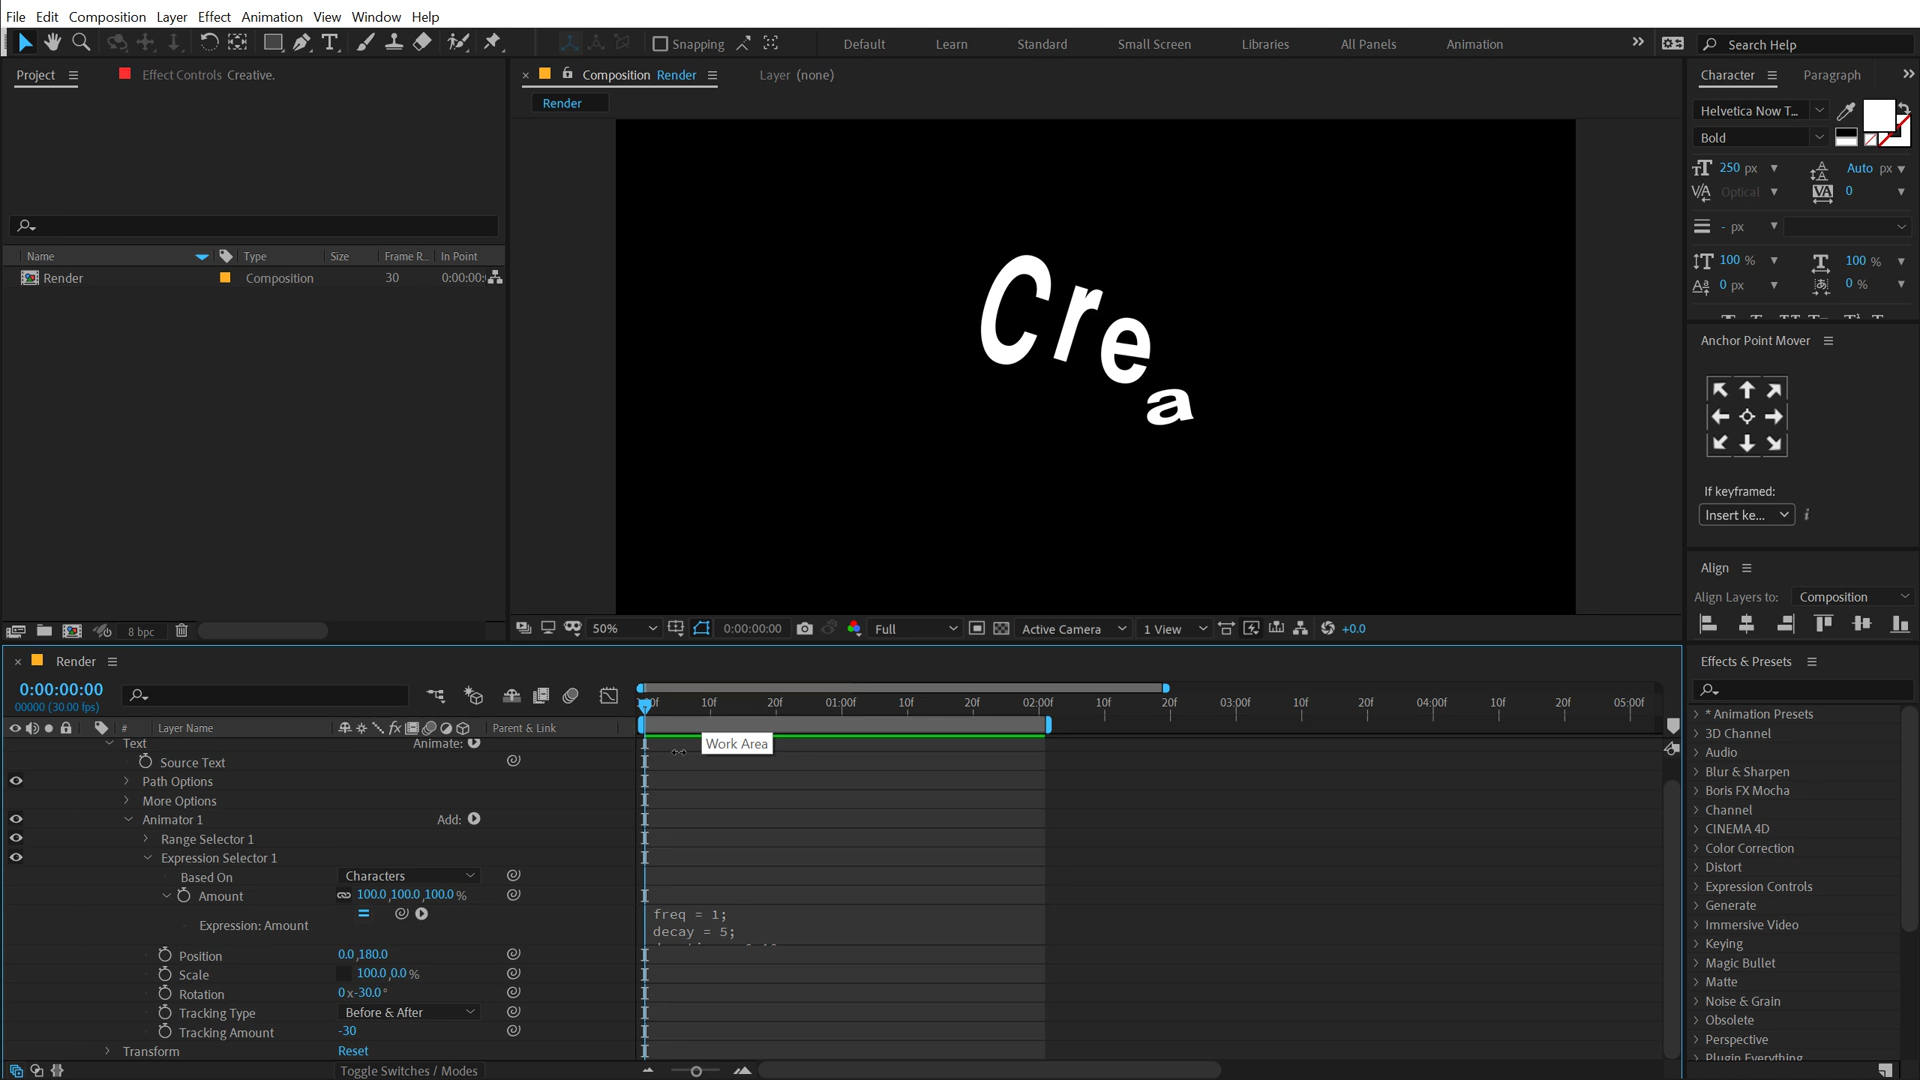 File Edit Composition Layer Effect Animation View Window Help
Snapping Default Learn Standard Small Screen Libraries All Panels Animation Search Help
Project Effect Controls Creative. Composition Render Layer (none) Character Paragraph
Render
Helvetica Now T...
Bold
250 px Auto px
Optical 0
- px
100 % 100 %
0 px 0 %
Name Type Size Frame R... In Point
Render Composition 30 0:00:00:
Crea
Anchor Point Mover
If keyframed:
Insert ke...
Align
Align Layers to: Composition
8 bpc 50% 0:00:00:00 Full Active Camera 1 View +0.0
Render
Effects & Presets
0:00:00:00
00000 (30.00 fps)
10f 20f 01:00f 10f 20f 02:00f 10f 20f 03:00f 10f 20f 04:00f 10f 20f 05:00f
# Layer Name Parent & Link
Text Animate:
Work Area
Source Text
Path Options
More Options
Animator 1 Add:
Range Selector 1
Expression Selector 1
Based On Characters
Amount 100.0,100.0,100.0 %
Expression: Amount
freq = 1;
decay = 5;
Position 0.0,180.0
Scale 100.0,0.0 %
Rotation 0x-30.0°
Tracking Type Before & After
Tracking Amount -30
Transform Reset
Toggle Switches / Modes
* Animation Presets
3D Channel
Audio
Blur & Sharpen
Boris FX Mocha
Channel
CINEMA 4D
Color Correction
Distort
Expression Controls
Generate
Immersive Video
Keying
Magic Bullet
Matte
Noise & Grain
Obsolete
Perspective
Plugin Everything